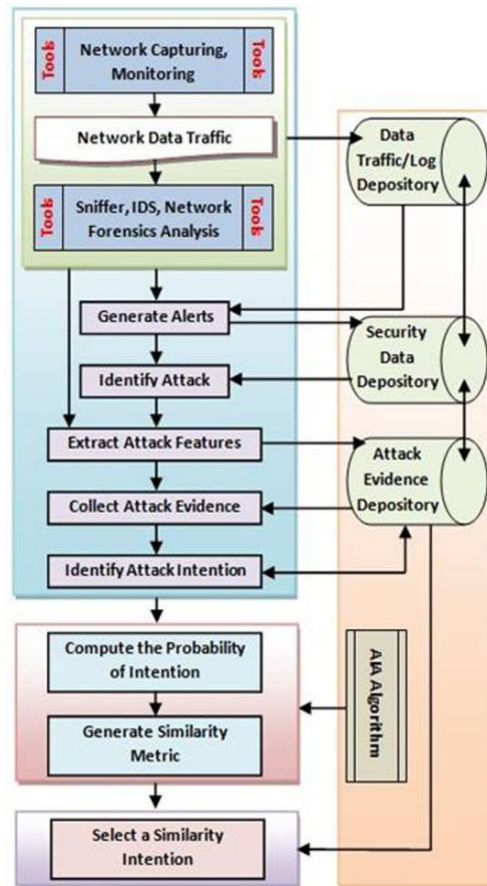 Tools
Network Capturing,
Monitoring
Tools
Network Data Traffic
Data
Traffic/Log
Depository
Tools
Sniffer, IDS, Network
Forensics Analysis
Tools
Generate Alerts
Security
Data
Depository
Identify Attack
Extract Attack Features
Attack
Evidence
Depository
Collect Attack Evidence
Identify Attack Intention
Compute the Probability
of Intention
AIA
Algorithm
Generate Similarity
Metric
Select a Similarity
Intention